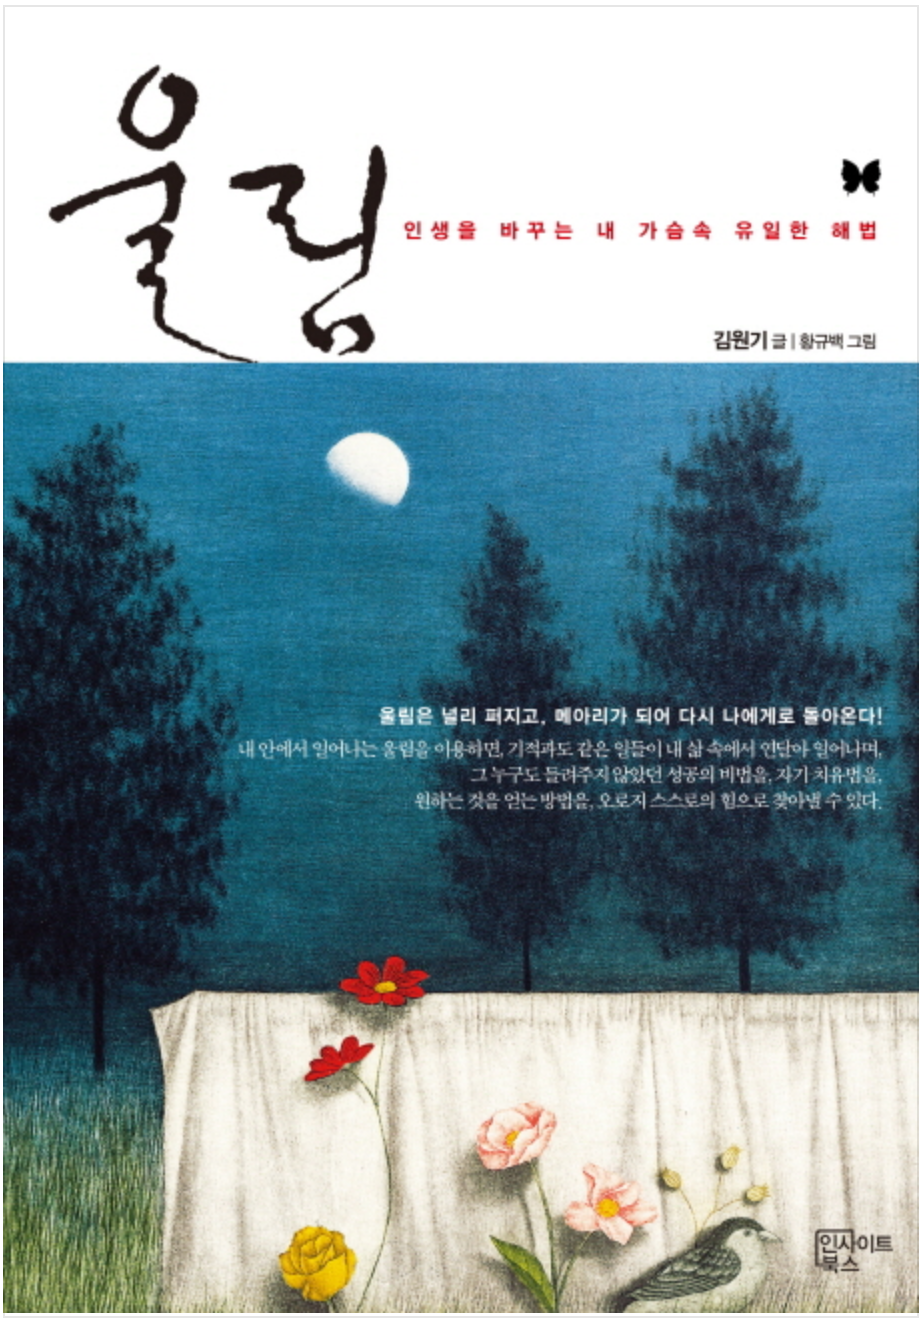 울림
인생을 바꾸는 내 가슴속 유일한 해법
김원기 글 | 황규백 그림
울림은 널리 퍼지고, 메아리가 되어 다시 나에게로 돌아온다!
내 안에서 일어나는 울림을 이용하면, 기적과도 같은 일들이 내 삶 속에서 연달아 일어나며,
그 누구도 들려주지 않았던 성공의 비법을, 자기 치유법을,
원하는 것을 얻는 방법을, 오로지 스스로의 힘으로 찾아낼 수 있다.
인사이트
북스